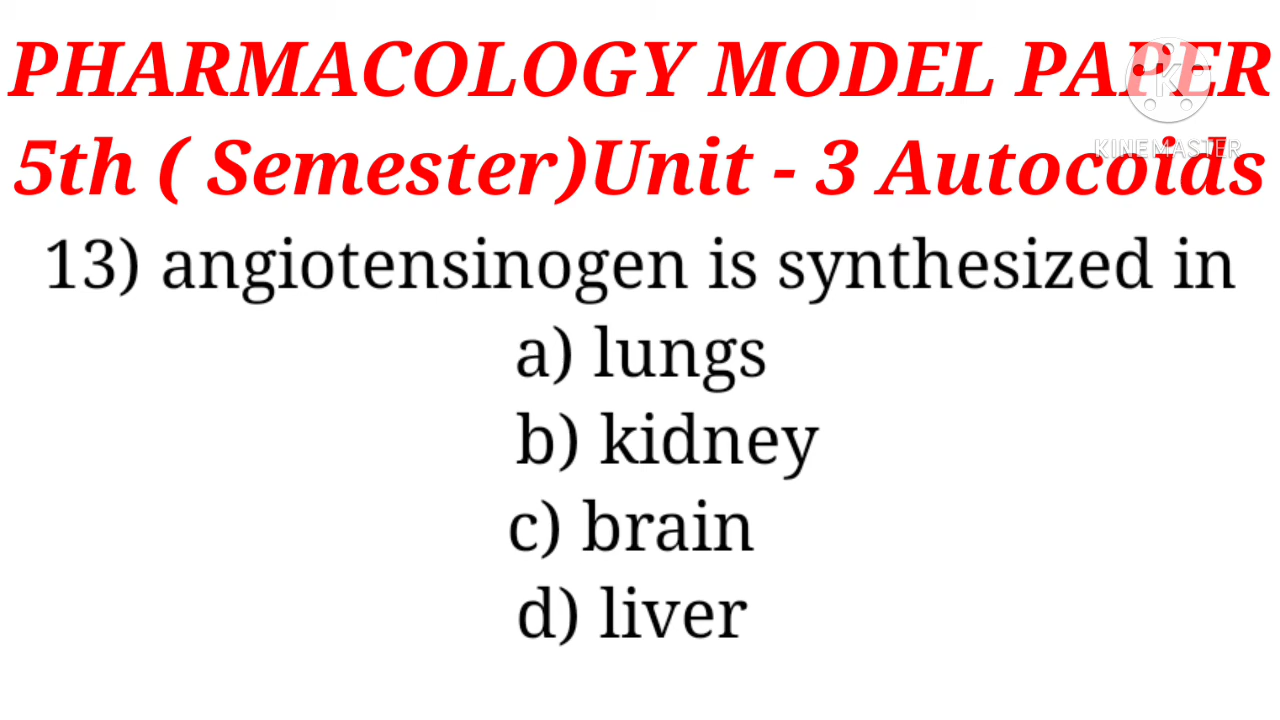 PHARMACOLOGY MODEL PAPER
KINEMASTER
5th ( Semester)Unit - 3 Autocoids
13) angiotensinogen is synthesized in
a) lungs
b) kidney
c) brain
d) liver